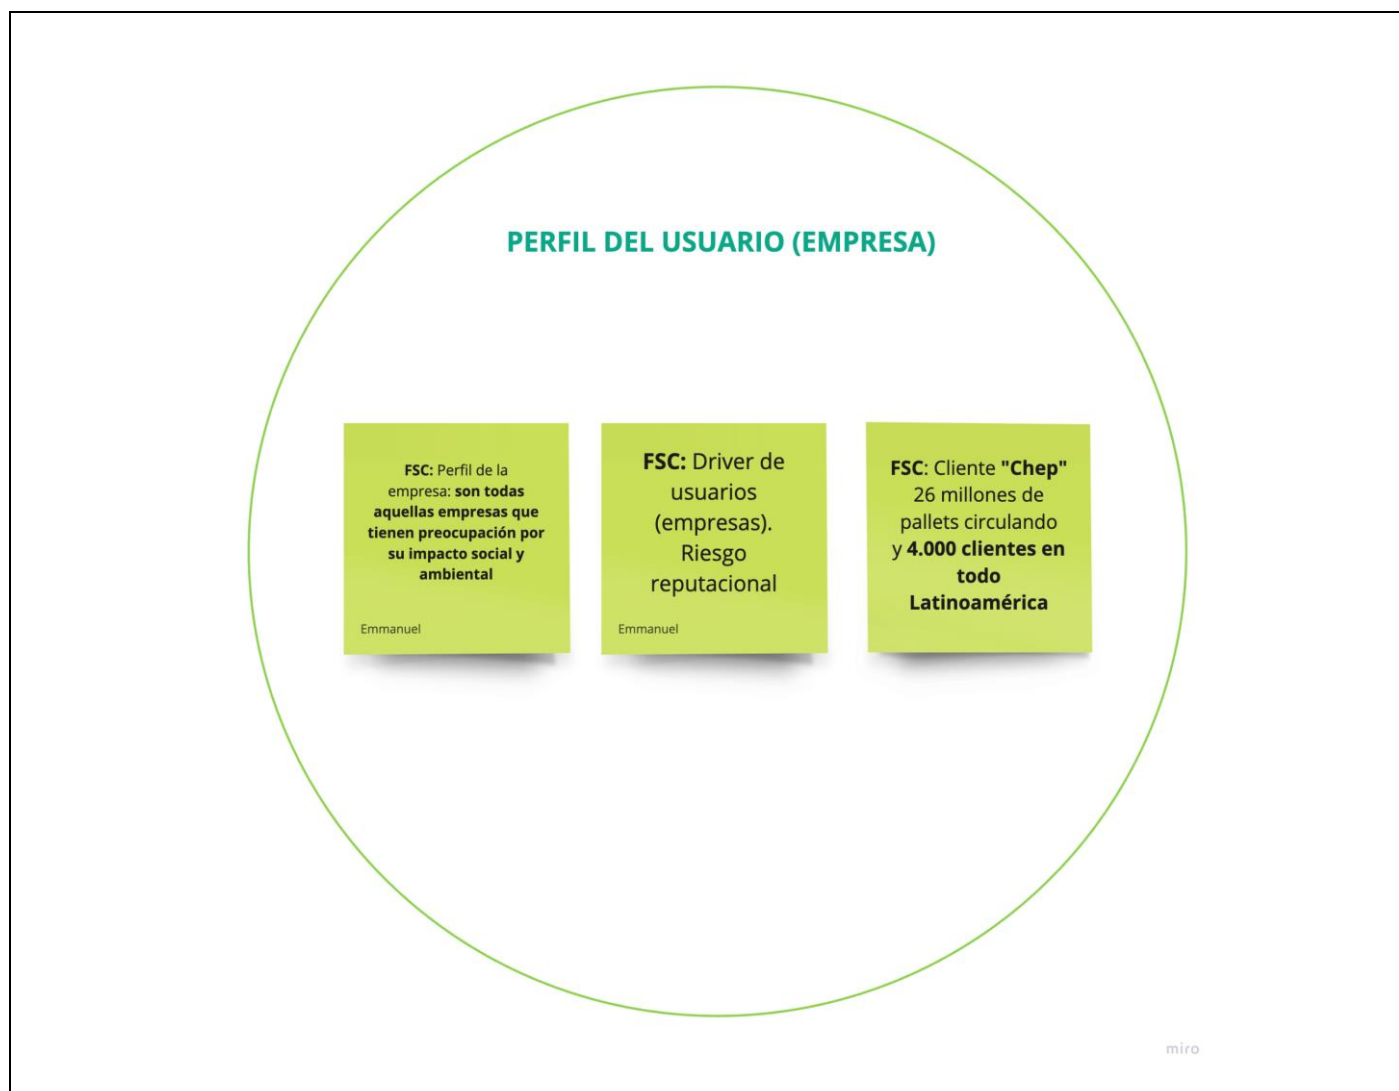 PERFIL DEL USUARIO (EMPRESA)
FSC: Perfil de la
empresa: son todas
aquellas empresas que
tienen preocupación por
su impacto social y
ambiental
Emmanuel
FSC: Driver de
usuarios
(empresas).
Riesgo
reputacional
Emmanuel
FSC: Cliente "Chep"
26 millones de
pallets circulando
y 4.000 clientes en
todo
Latinoamérica
miro